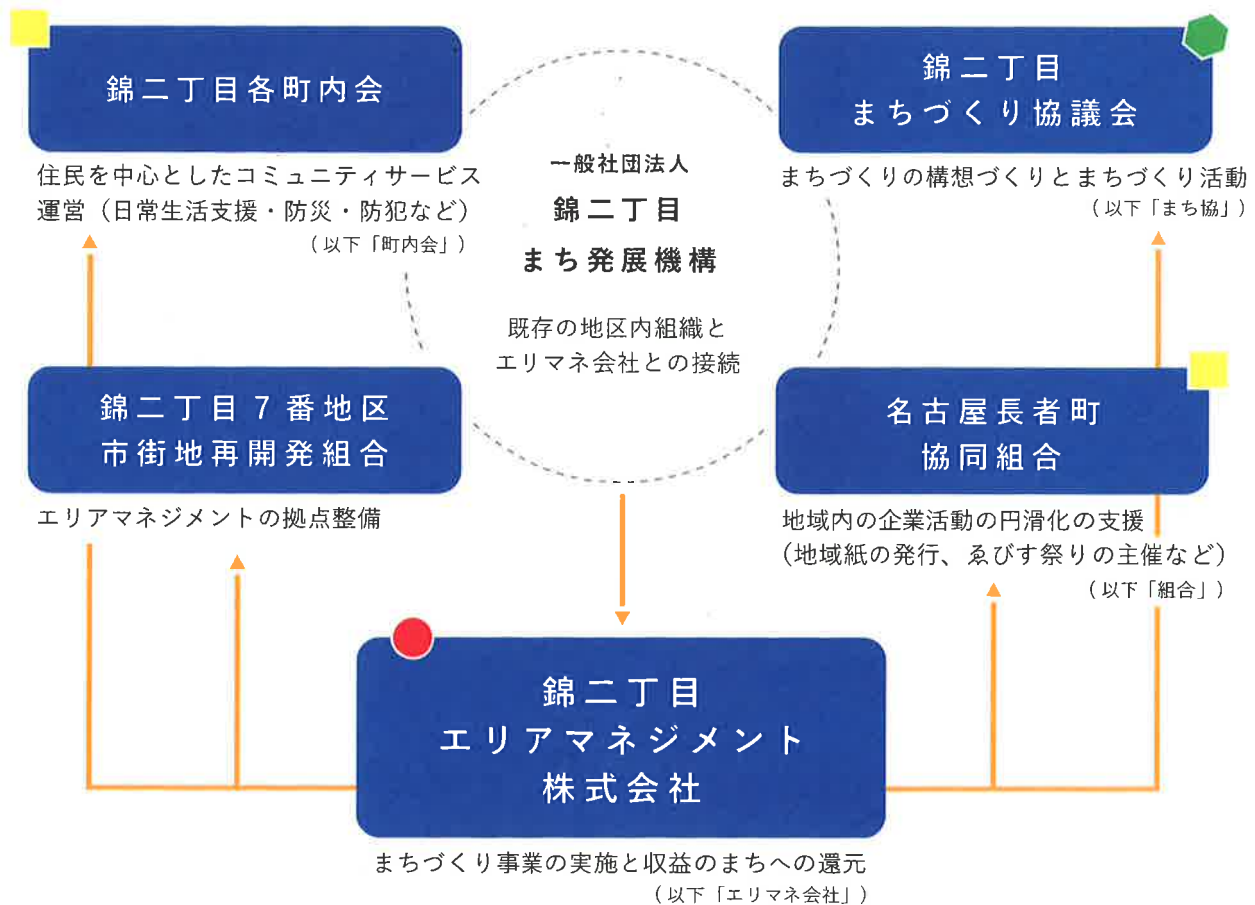 錦二丁目各町内会
住民を中心としたコミュニティサービス
運営（日常生活支援・防災・防犯など）
（以下「町内会」）
一般社団法人
錦二丁目
まち発展機構
既存の地区内組織と
エリマネ会社との接続
錦二丁目
まちづくり協議会
まちづくりの構想づくりとまちづくり活動
（以下「まち協」）
錦二丁目７番地区
市街地再開発組合
エリアマネジメントの拠点整備
名古屋長者町
協同組合
地域内の企業活動の円滑化の支援
（地域紙の発行、ゑびす祭りの主催など）
（以下「組合」）
錦二丁目
エリアマネジメント
株式会社
まちづくり事業の実施と収益のまちへの還元
（以下「エリマネ会社」）